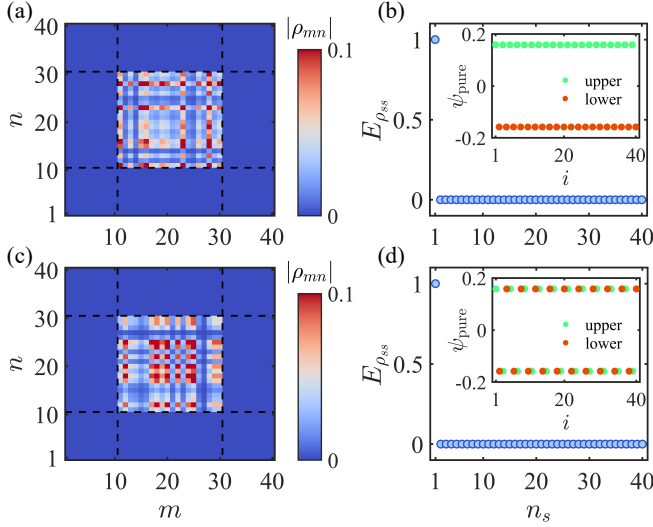 (a)
|ρmn|
40
30
n
20
10
1
10 20 30 40
0.1
0
(b)
1
Eρss
0.5
0
1 10 20 30 40
0.2
ψpure
0
-0.2
upper
lower
1 20 40
i
(c)
|ρmn|
40
30
n
20
10
1
10 20 30 40
m
0.1
0
(d)
1
Eρss
0.5
0
1 10 20 30 40
ns
0.2
ψpure
0
-0.2
upper
lower
1 20 40
i